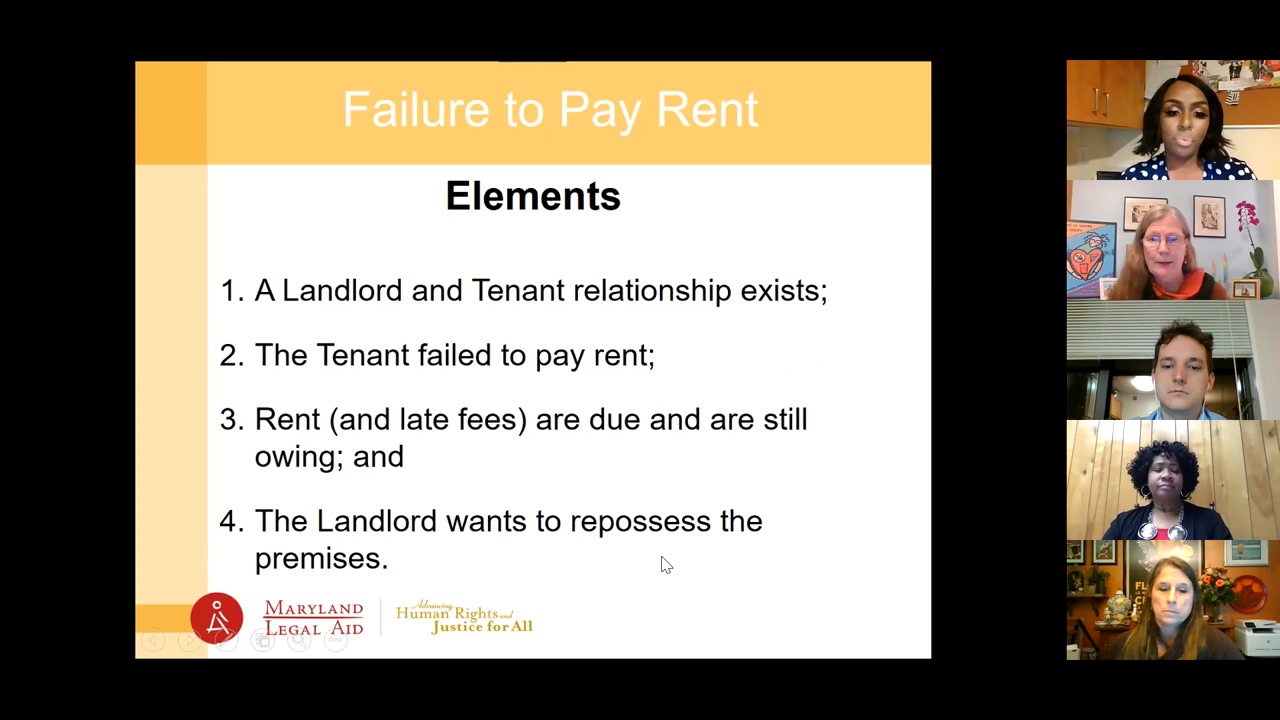 Failure to Pay Rent
Elements
1. A Landlord and Tenant relationship exists;
2. The Tenant failed to pay rent;
3. Rent (and late fees) are due and are still
owing; and
4. The Landlord wants to repossess the
premises.
MARYLAND
LEGAL AID
Advancing
Human Rights and
Justice for All